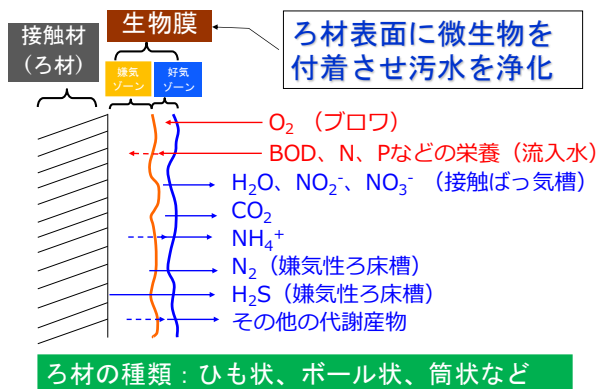 接触材
(ろ材)
生物膜
ろ材表面に微生物を
付着させ汚水を浄化
嫌気
ゾーン
好気
ゾーン
O₂ （ブロワ）
BOD、N、Pなどの栄養（流入水）
H₂O、NO₂⁻、NO₃⁻ （接触ばっ気槽）
CO₂
NH₄⁺
N₂（嫌気性ろ床槽）
H₂S（嫌気性ろ床槽）
その他の代謝産物
ろ材の種類：ひも状、ボール状、筒状など